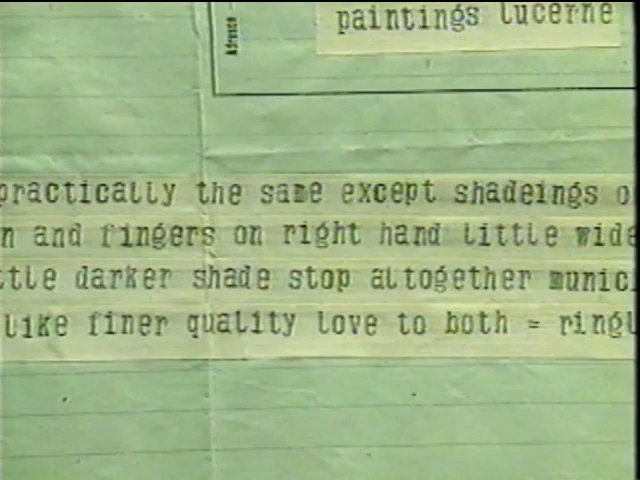 paintings lucerne
Adresse
practically the same except shadeings o
n and fingers on right hand little wide
ttle darker shade stop altogether munic
like finer quality love to both = ringl